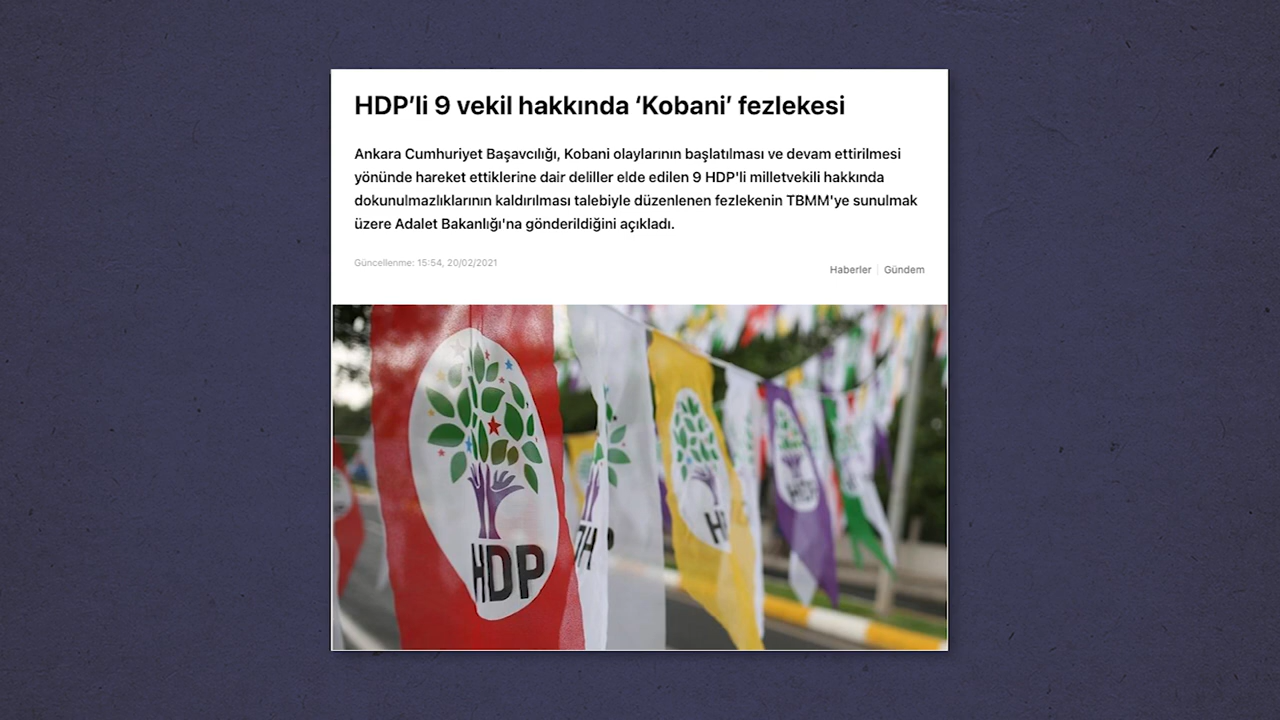 HDP’li 9 vekil hakkında ‘Kobani’ fezlekesi
Ankara Cumhuriyet Başavcılığı, Kobani olaylarının başlatılması ve devam ettirilmesi
yönünde hareket ettiklerine dair deliller elde edilen 9 HDP'li milletvekili hakkında
dokunulmazlıklarının kaldırılması talebiyle düzenlenen fezlekenin TBMM'ye sunulmak
üzere Adalet Bakanlığı'na gönderildiğini açıkladı.
Güncellenme: 15:54, 20/02/2021
Haberler | Gündem
HDP